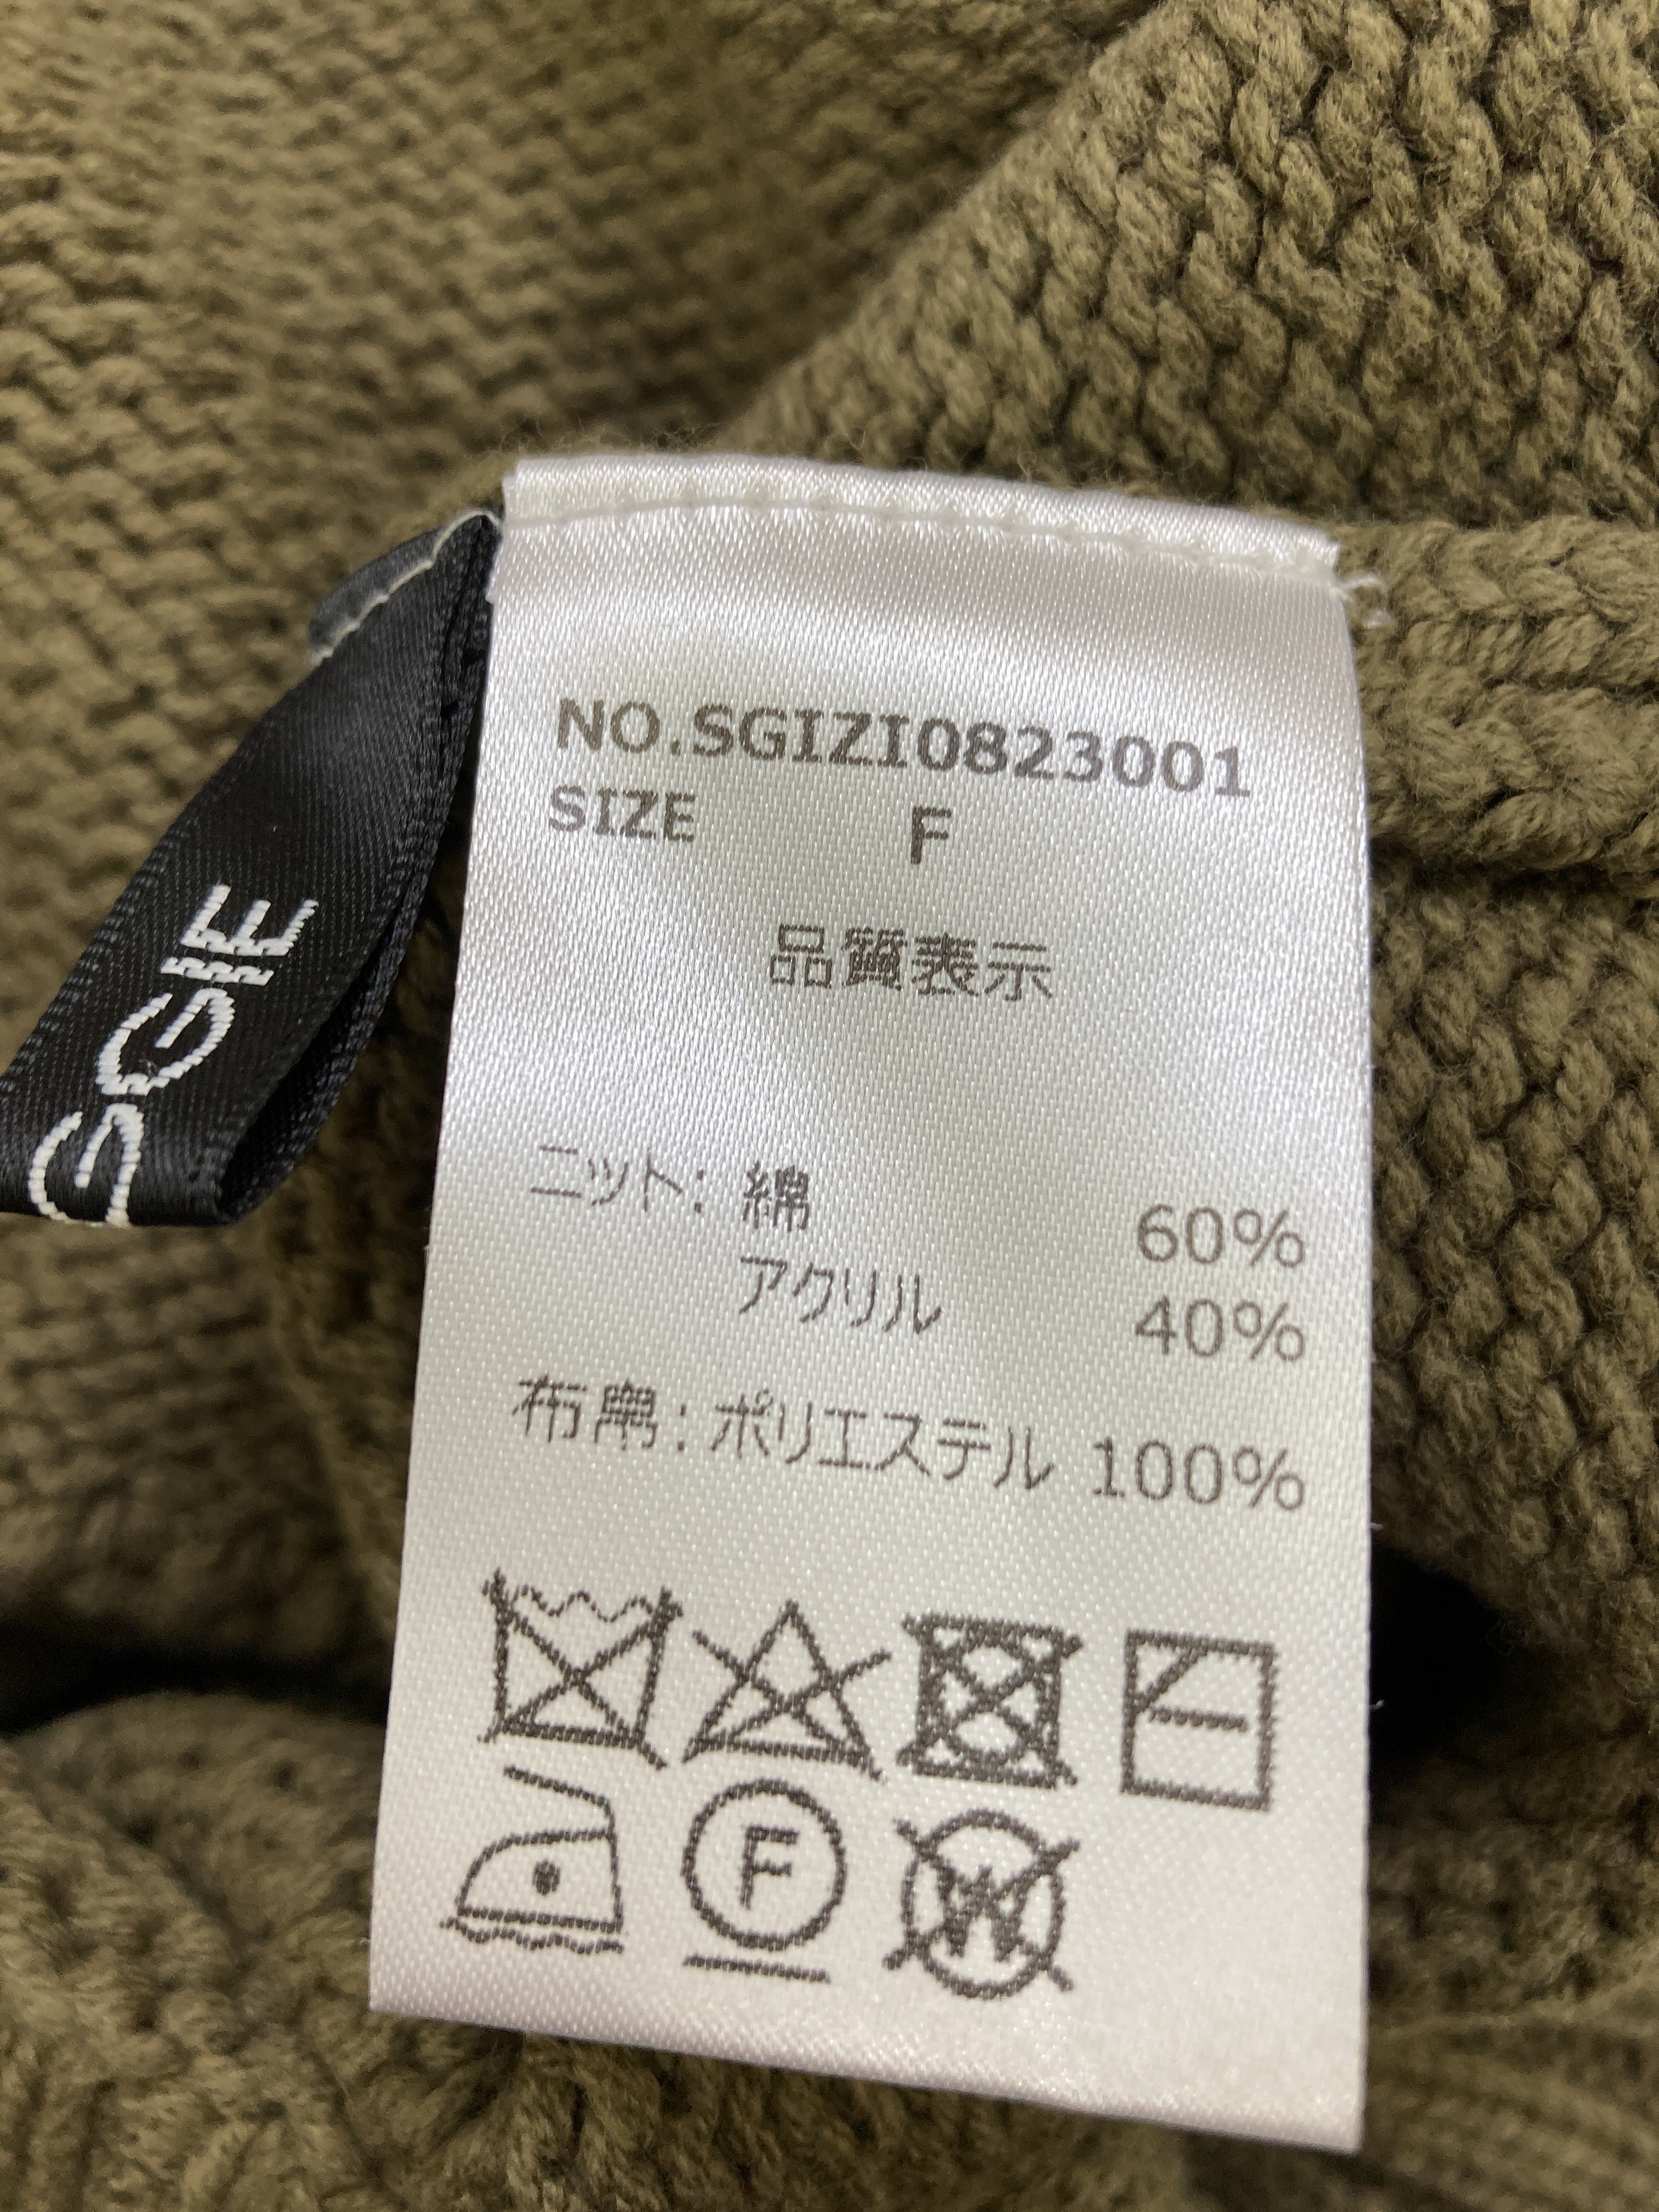 NO.SGIZI0823001
SIZE F
品質表示
ニット: 綿 60%
アクリル 40%
布帛: ポリエステル 100%
F
W
SGIE